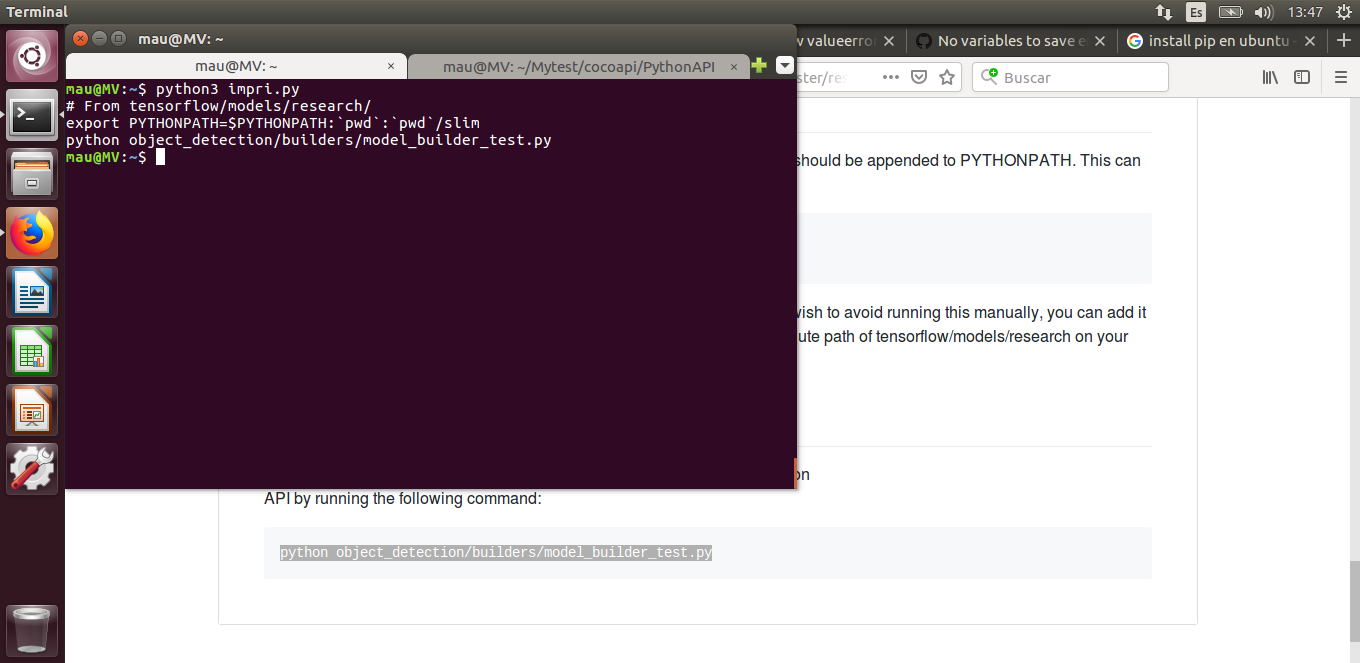 Terminal
Es
13:47
mau@MV: ~
mau@MV: ~
mau@MV: ~/Mytest/cocoapi/PythonAPI
mau@MV:~$ python3 impri.py
# From tensorflow/models/research/
export PYTHONPATH=$PYTHONPATH:`pwd`:`pwd`/slim
python object_detection/builders/model_builder_test.py
mau@MV:~$
w valueerro
No variables to save
install pip en ubuntu
ster/re
Buscar
should be appended to PYTHONPATH. This can
wish to avoid running this manually, you can add it
ute path of tensorflow/models/research on your
on
API by running the following command:
python object_detection/builders/model_builder_test.py